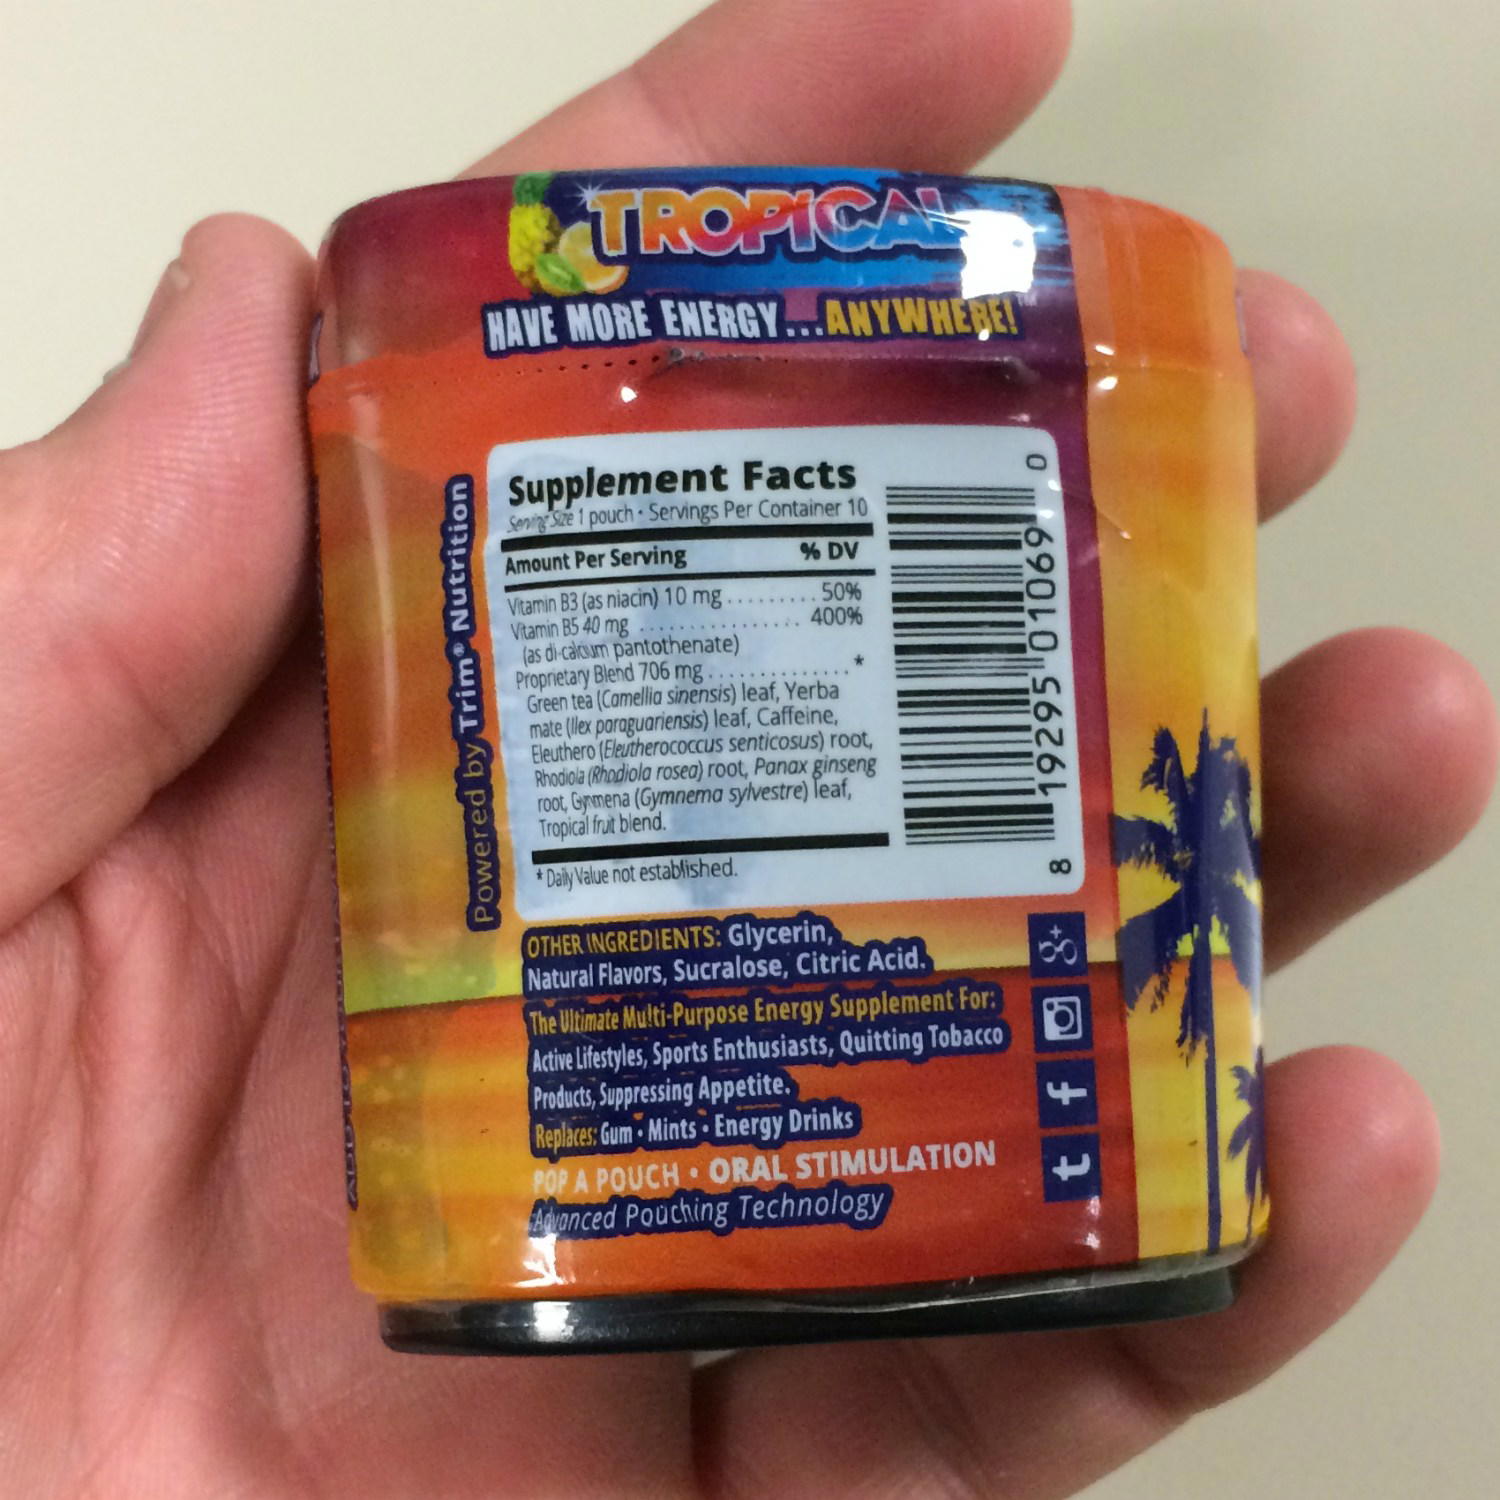 TROPICAL
HAVE MORE ENERGY...ANYWHERE!™
Powered by Trim® Nutrition
Supplement Facts
Serving Size 1 pouch • Servings Per Container 10
Amount Per Serving % DV
Vitamin B3 (as niacin) 10 mg ......... 50%
Vitamin B5 40 mg ................ 400%
(as di-calcium pantothenate)
Proprietary Blend 706 mg .............. *
Green tea (Camellia sinensis) leaf, Yerba
mate (Ilex paraguariensis) leaf, Caffeine,
Eleuthero (Eleutherococcus senticosus) root,
Rhodiola (Rhodiola rosea) root, Panax ginseng
root, Gymnema (Gymnema sylvestre) leaf,
Tropical fruit blend.
* Daily Value not established.
8 19295 01069 0
OTHER INGREDIENTS: Glycerin,
Natural Flavors, Sucralose, Citric Acid.
The Ultimate Multi-Purpose Energy Supplement For:
Active Lifestyles, Sports Enthusiasts, Quitting Tobacco
Products, Suppressing Appetite.
Replaces: Gum • Mints • Energy Drinks
POP A POUCH • ORAL STIMULATION
Advanced Pouching Technology
g+
f
t